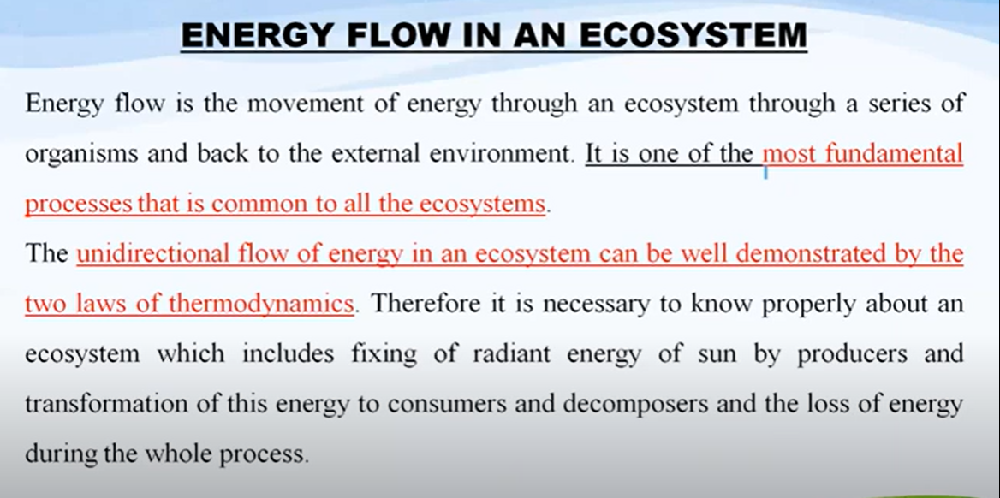 ENERGY FLOW IN AN ECOSYSTEM
Energy flow is the movement of energy through an ecosystem through a series of
organisms and back to the external environment. It is one of the most fundamental
processes that is common to all the ecosystems.
The unidirectional flow of energy in an ecosystem can be well demonstrated by the
two laws of thermodynamics. Therefore it is necessary to know properly about an
ecosystem which includes fixing of radiant energy of sun by producers and
transformation of this energy to consumers and decomposers and the loss of energy
during the whole process.